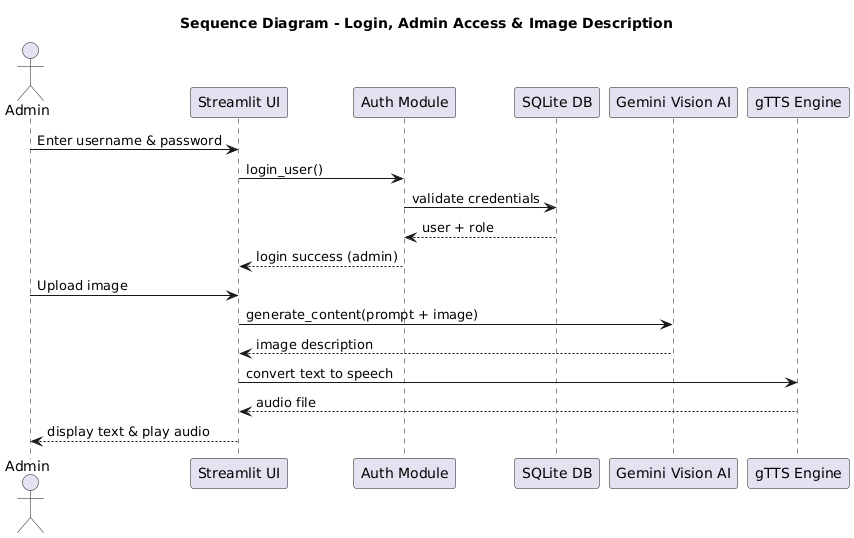 Sequence Diagram - Login, Admin Access & Image Description
Admin
Streamlit UI
Auth Module
SQLite DB
Gemini Vision AI
gTTS Engine
Enter username & password
login_user()
validate credentials
user + role
login success (admin)
Upload image
generate_content(prompt + image)
image description
convert text to speech
audio file
display text & play audio
Admin
Streamlit UI
Auth Module
SQLite DB
Gemini Vision AI
gTTS Engine